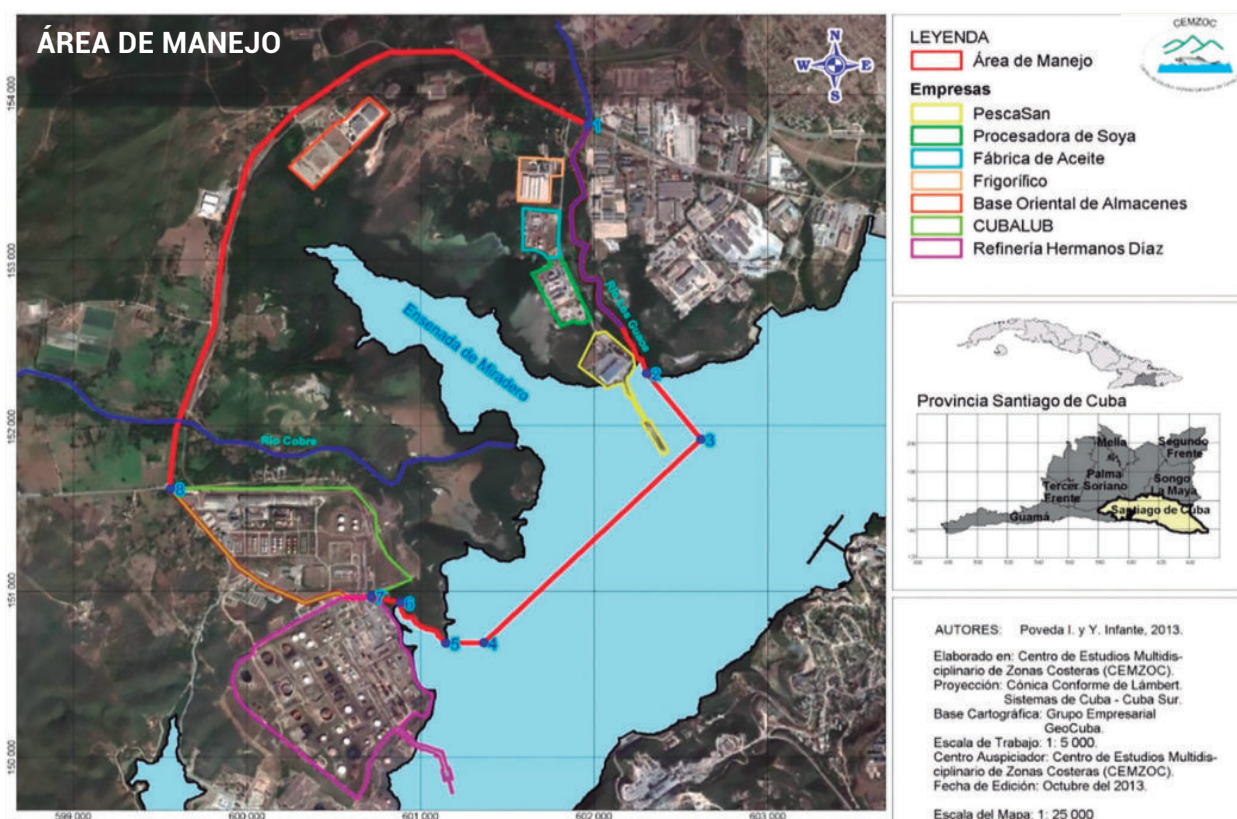 ÁREA DE MANEJO
N
W E
S
154 000
153 000
152 000
151 000
150 000
599 000
600 000
601 000
602 000
603 000
1
2
3
4
5
6
7
8
Ensenada de Miradero
Río Cobre
LEYENDA
Área de Manejo
Empresas
PescaSan
Procesadora de Soya
Fábrica de Aceite
Frigorífico
Base Oriental de Almacenes
CUBALUB
Refinería Hermanos Díaz
CEMZOC
Provincia Santiago de Cuba
Mella
Segundo
Frente
Palma
Soriano
Tercer
Frente
Songo
La Maya
Guamá
Santiago de Cuba
AUTORES: Poveda I. y Y. Infante, 2013.
Elaborado en: Centro de Estudios Multidis-
ciplinario de Zonas Costeras (CEMZOC).
Proyección: Cónica Conforme de Lámbert.
Sistemas de Cuba - Cuba Sur.
Base Cartográfica: Grupo Empresarial
GeoCuba.
Escala de Trabajo: 1: 5 000.
Centro Auspiciador: Centro de Estudios Multidis-
ciplinario de Zonas Costeras (CEMZOC).
Fecha de Edición: Octubre del 2013.
Escala del Mapa: 1: 25 000